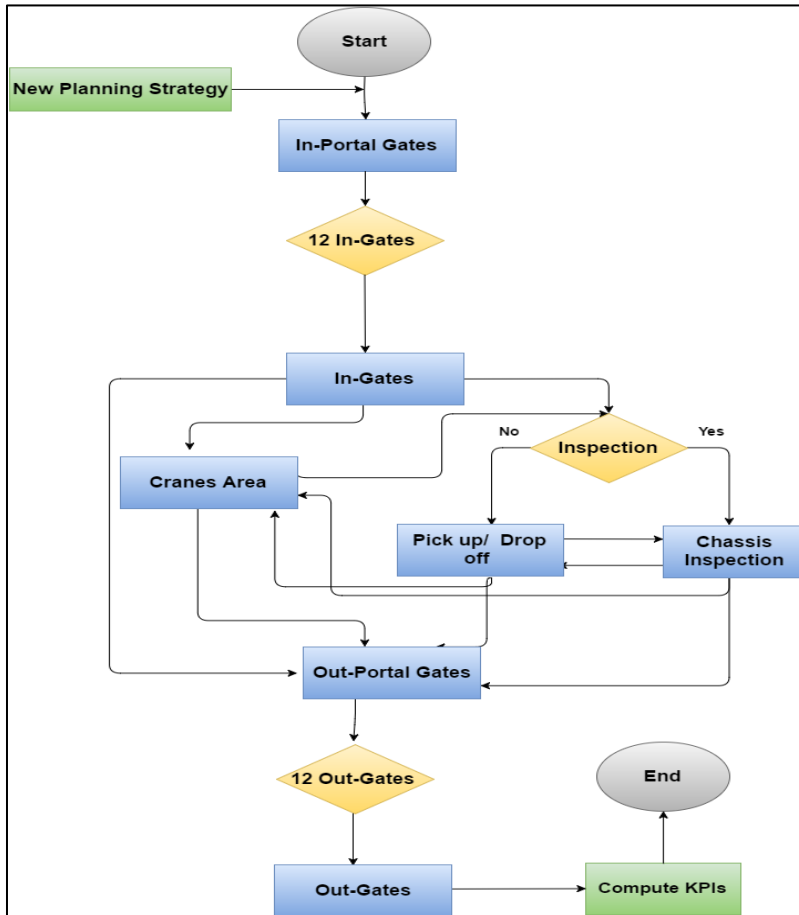 Start
New Planning Strategy
In-Portal Gates
12 In-Gates
In-Gates
No
Yes
Inspection
Cranes Area
Pick up/ Drop
off
Chassis
Inspection
Out-Portal Gates
12 Out-Gates
End
Out-Gates
Compute KPIs